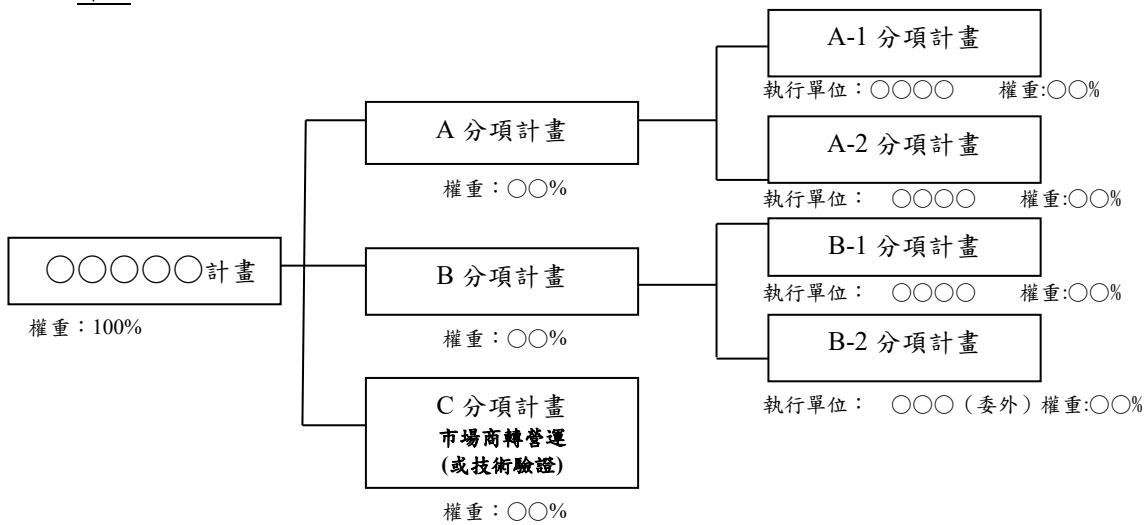 A-1 分項計畫
執行單位：○○○○ 權重:○○%
A 分項計畫
權重：○○%
A-2 分項計畫
執行單位： ○○○○ 權重:○○%
○○○○○計畫
權重：100%
B 分項計畫
權重：○○%
B-1 分項計畫
執行單位： ○○○○ 權重:○○%
B-2 分項計畫
執行單位： ○○○（委外）權重:○○%
C 分項計畫
市場商轉營運
(或技術驗證)
權重：○○%